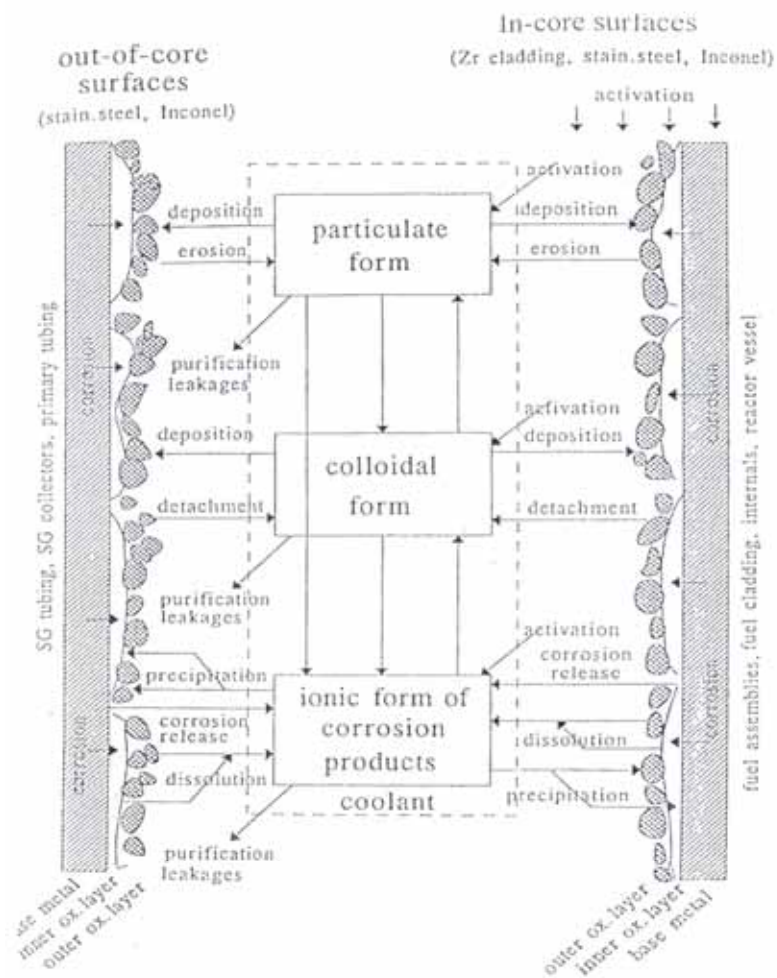 out-of-core
surfaces
(stain.steel, Inconel)
In-core surfaces
(Zr cladding, stain.steel, Inconel)
activation
activation
deposition
deposition
particulate
form
erosion
erosion
purification
leakages
activation
deposition
deposition
colloidal
form
detachment
detachment
purification
leakages
activation
corrosion
release
precipitation
ionic form of
corrosion
products
corrosion
release
dissolution
dissolution
precipitation
coolant
purification
leakages
SG tubing, SG collectors, primary tubing
corrosion
corrosion
corrosion
corrosion
fuel assemblies, fuel cladding, internals, reactor vessel
ase metal
inner ox.layer
outer ox.layer
outer ox.layer
inner ox.layer
base metal